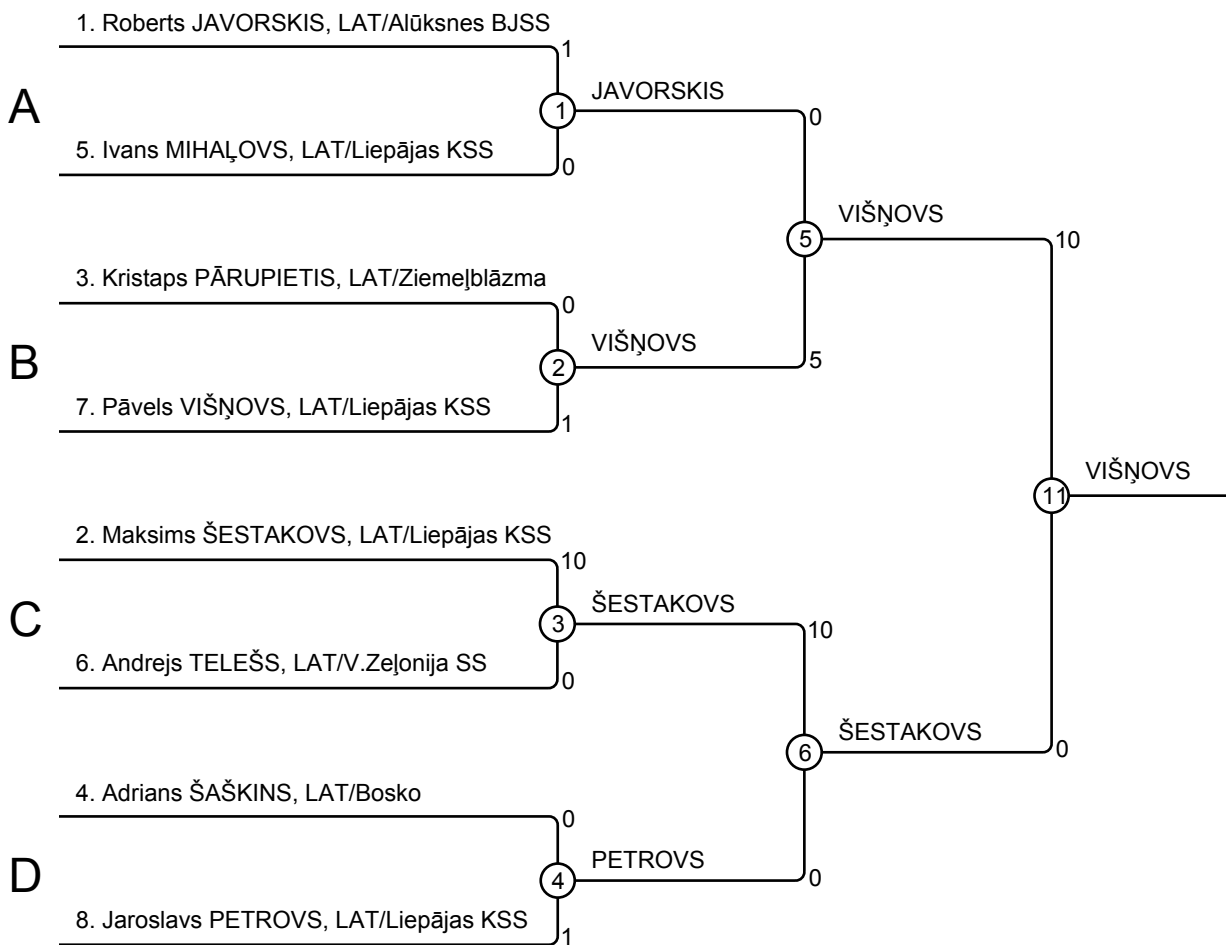 1. Roberts JAVORSKIS, LAT/Alūksnes BJSS
1
A
1
JAVORSKIS
0
5. Ivans MIHAĻOVS, LAT/Liepājas KSS
0
5
VIŠŅOVS
10
3. Kristaps PĀRUPIETIS, LAT/Ziemeļblāzma
0
B
2
VIŠŅOVS
5
7. Pāvels VIŠŅOVS, LAT/Liepājas KSS
1
11
VIŠŅOVS
2. Maksims ŠESTAKOVS, LAT/Liepājas KSS
10
C
3
ŠESTAKOVS
10
6. Andrejs TELEŠS, LAT/V.Zeļonija SS
0
6
ŠESTAKOVS
0
4. Adrians ŠAŠKINS, LAT/Bosko
0
D
4
PETROVS
0
8. Jaroslavs PETROVS, LAT/Liepājas KSS
1